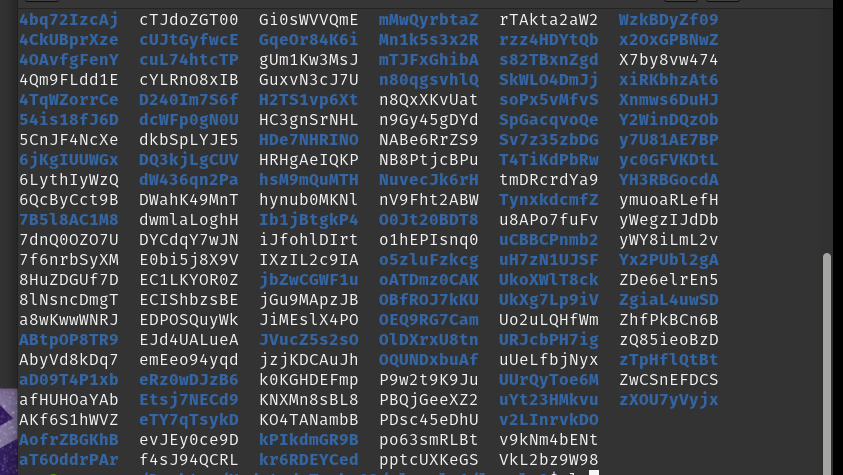 4bq72IzcAj cTJdoZGT00 Gi0sWVVQmE mMwQyrbtaZ rTAkta2aW2 WzkBDyZf09
4CkUBprXze cUJtGyfwcE GqeOr84K6i Mn1k5s3x2R rzz4HDYtQb x2OxGPBNwZ
4OAvfgFenY cuL74htcTP gUm1Kw3MsJ mTJFxGhibA s82TBxnZgd X7by8vw474
4Qm9FLdd1E cYLRnO8xIB GuxvN3cJ7U n80qgsvhlQ SkWLO4DmJj xiRKbhzAt6
4TqWZorrCe D240Im7S6f H2TS1vp6Xt n8QxXKvUat soPx5vMfvS Xnmws6DuHJ
54is18fJ6D dcWFp0gN0U HC3gnSrNHL n9Gy45gDYd SpGacqvoQe Y2WinDQzOb
5CnJF4NcXe dkbSpLYJE5 HDe7NHRINO NABe6RrZS9 Sv7z35zbDG y7U81AE7BP
6jKgIUUWGx DQ3kjLgCUV HRHgAeIQKP NB8PtjcBPu T4TiKdPbRw yc0GFVKDtL
6LythIyWzQ dW436qn2Pa hsM9mQuMTH NuvecJk6rH tmDRcrdYa9 YH3RBGocdA
6QcByCct9B DWahK49MnT hynub0MKNl nV9Fht2ABW TynxkdcmfZ ymuoaRLefH
7B5l8AC1M8 dwmlaLoghH Ib1jBtgkP4 O0Jt20BDT8 u8APo7fuFv yWegzIJdDb
7dnQ0OZO7U DYCdqY7wJN iJfohlDIrt o1hEPIsnq0 uCBBCPnmb2 yWY8iLmL2v
7f6nrbSyXM E0bi5j8X9V IXzIL2c9IA o5zluFzkcg uH7zN1UJSF Yx2PUbl2gA
8HuZDGUf7D EC1LKYOR0Z jbZwCGWF1u oATDmz0CAK UkoXWlT8ck ZDe6elrEn5
8lNsncDmgT ECIShbzsBE jGu9MApzJB OBfROJ7kKU UkXg7Lp9iV ZgiaL4uwSD
a8wKwwWNRJ EDPOSQuyWk JiMEslX4PO OEQ9RG7Cam Uo2uLQHfWm ZhfPkBCn6B
ABtpOP8TR9 EJd4UALueA JVucZ5s2sO OlDXrxU8tn URJcbPH7ig zQ85ieoBzD
AbyVd8kDq7 emEeo94yqd jzjKDCAuJh OQUNDxbuAf uUeLfbjNyx zTpHflQtBt
aD09T4P1xb eRz0wDJzB6 k0KGHDEFmp P9w2t9K9Ju UUrQyToe6M ZwCSnEFDCS
afHUHOaYAb Etsj7NECd9 KNXMn8sBL8 PBQjGeeXZ2 uYt23HMkvu zXOU7yVyjx
AKf6S1hWVZ eTY7qTsykD KO4TANambB PDsc45eDhU v2LInrvkDO
AofrZBGKhB evJEy0ce9D kPIkdmGR9B po63smRLBt v9kNm4bENt
aT6OddrPAr f4sJ94QCRL kr6RDEYCed pptcUXKeGS VkL2bz9W98